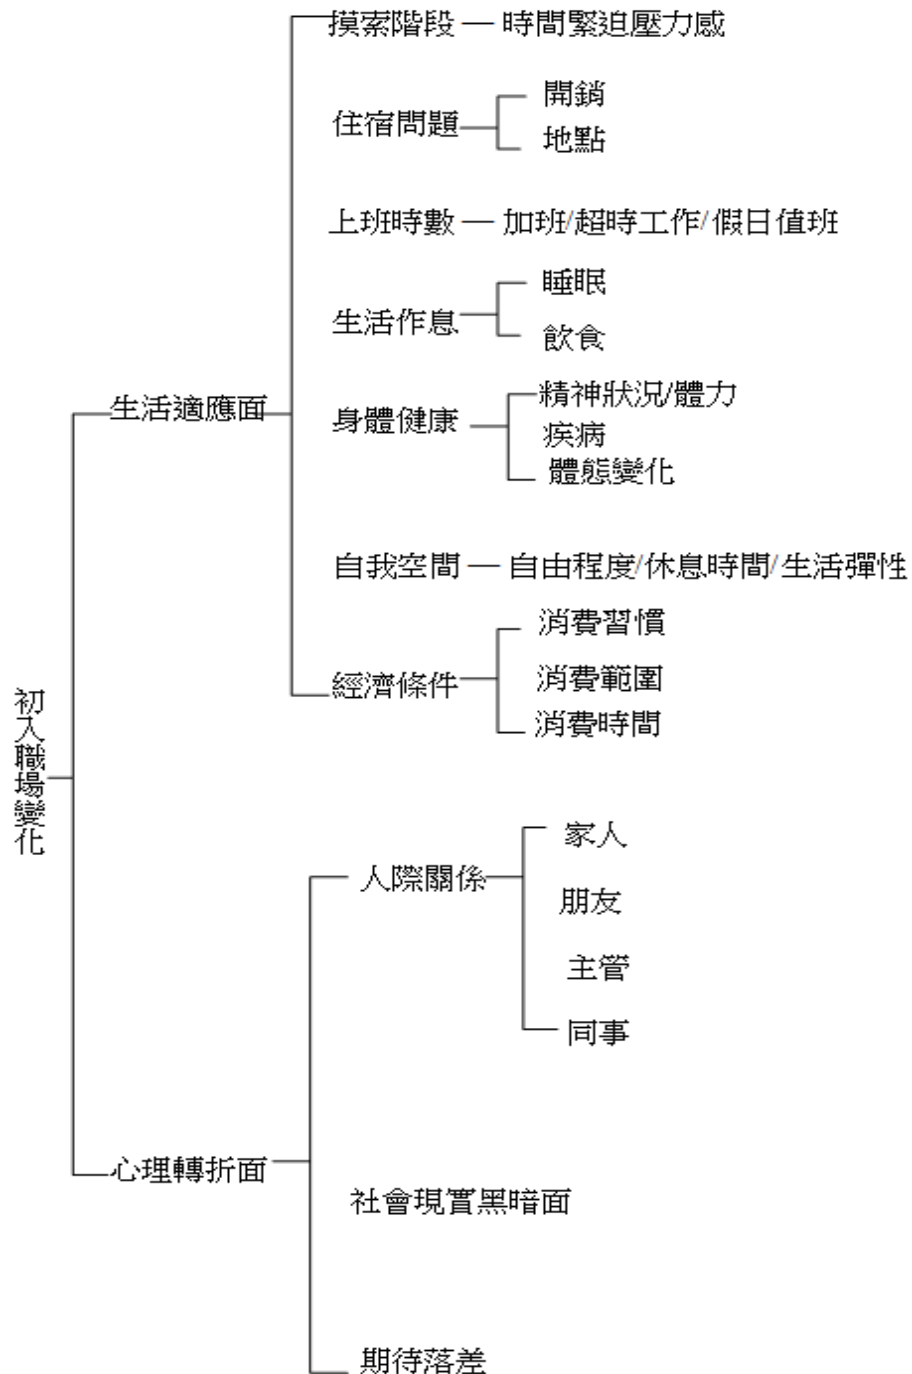 摸索階段 — 時間緊迫壓力感
開銷
住宿問題
地點
上班時數 — 加班/超時工作/假日值班
睡眠
生活作息
飲食
精神狀況/體力
生活適應面
身體健康
疾病
體態變化
自我空間 — 自由程度/休息時間/生活彈性
消費習慣
經濟條件
消費範圍
消費時間
初入職場變化
家人
人際關係
朋友
主管
同事
心理轉折面
社會現實黑暗面
期待落差